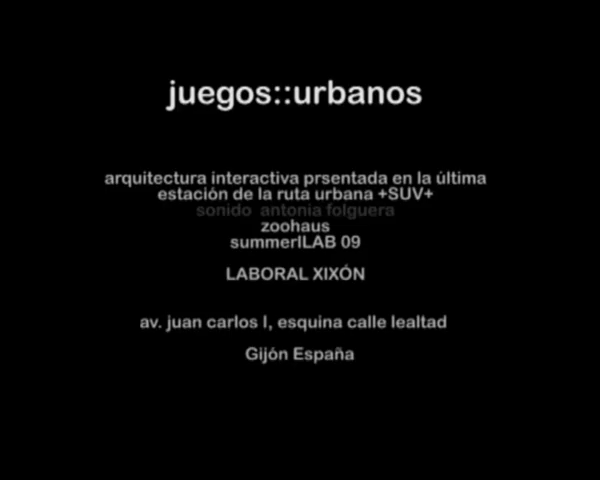 juegos::urbanos
arquitectura interactiva prsentada en la última
estación de la ruta urbana +SUV+
sonido antonia folguera
zoohaus
summerlLAB 09
LABORAL XIXÓN
av. juan carlos I, esquina calle lealtad
Gijón España